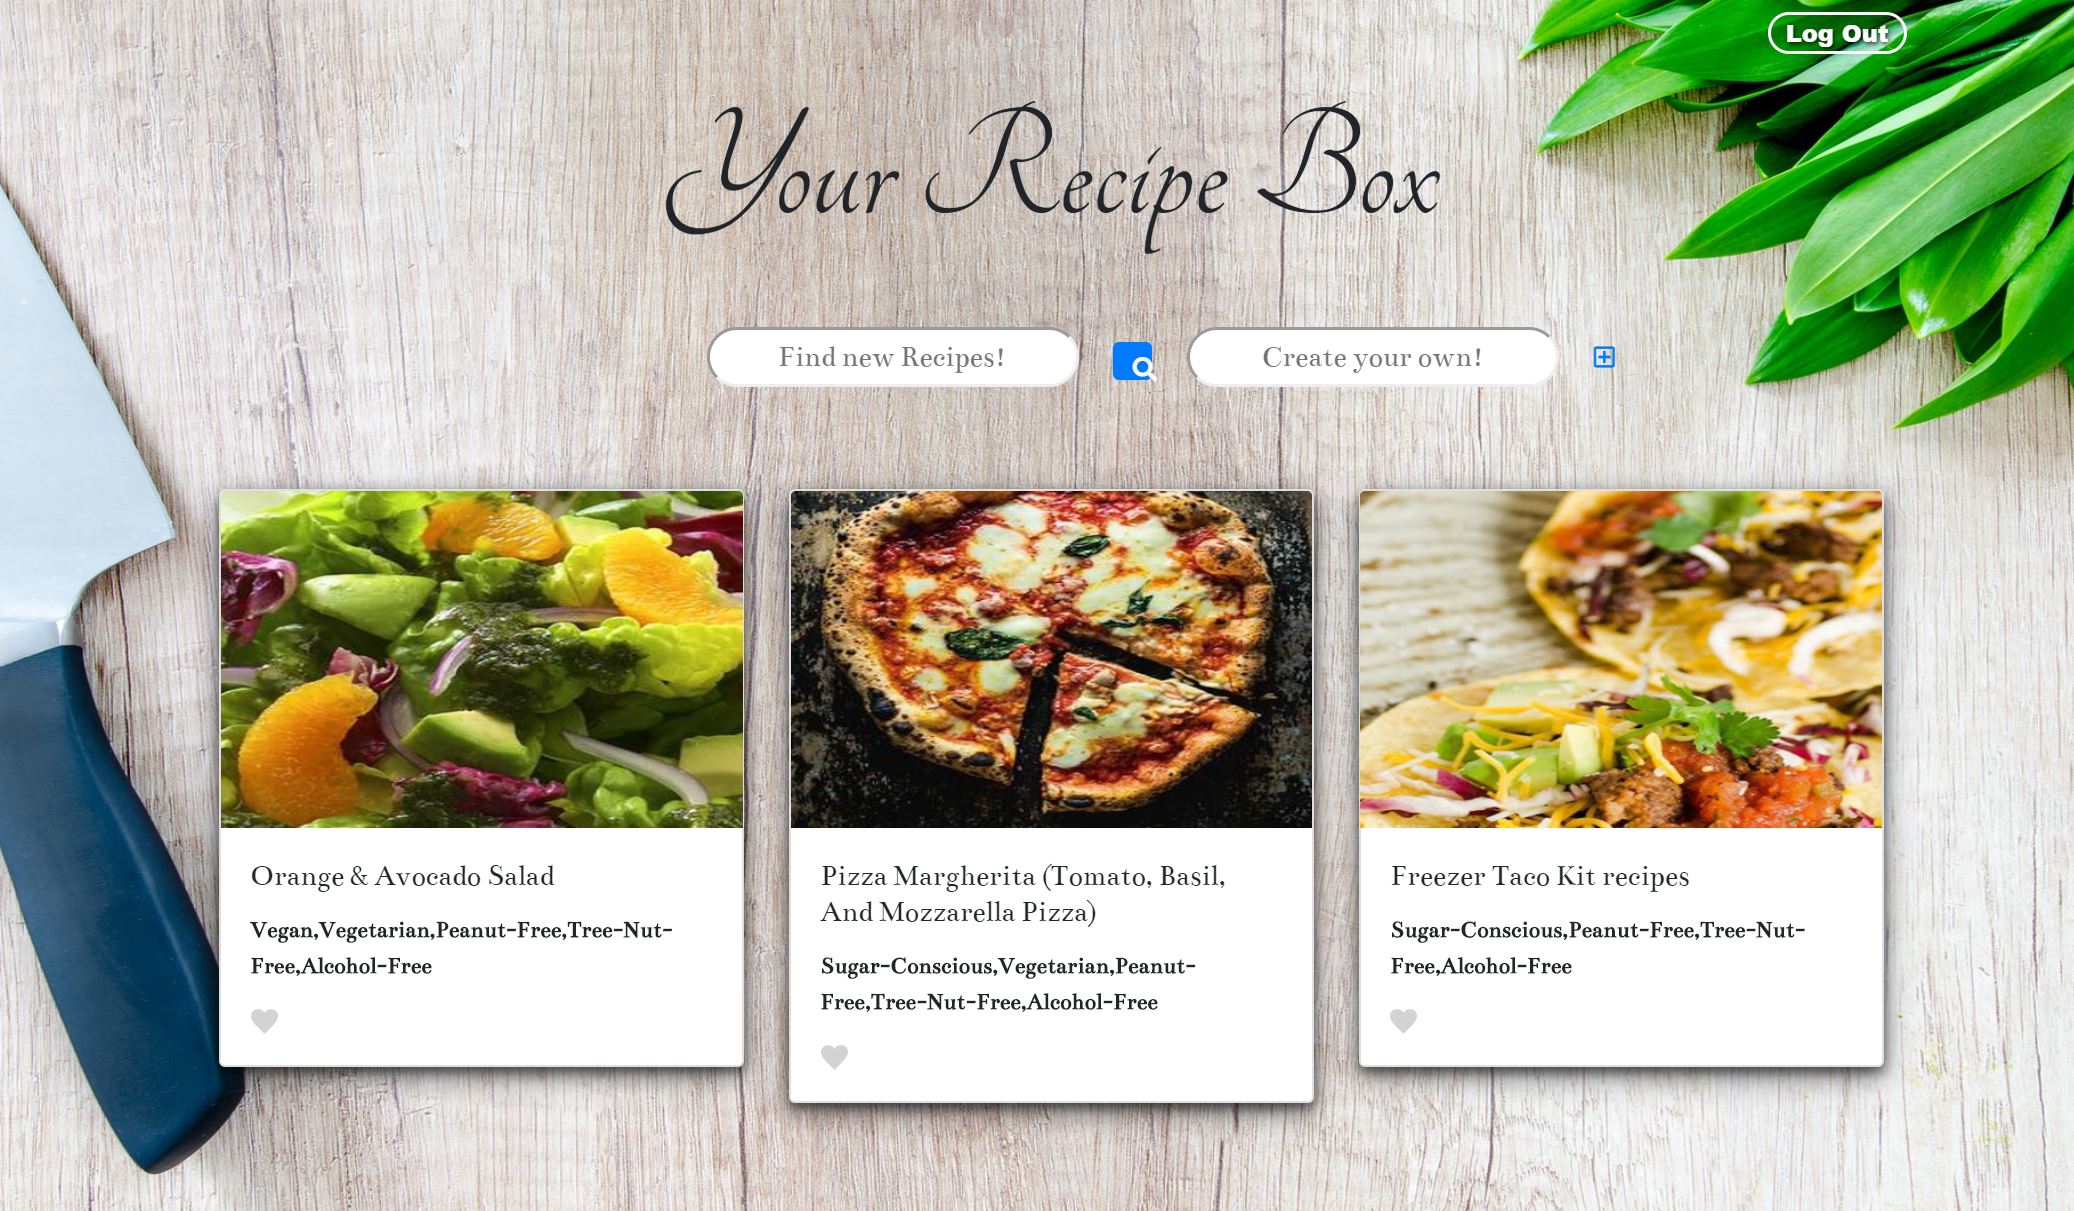 Log Out
Your Recipe Box
Find new Recipes!
Create your own!
Orange & Avocado Salad
Vegan,Vegetarian,Peanut-Free,Tree-Nut-
Free,Alcohol-Free
Pizza Margherita (Tomato, Basil,
And Mozzarella Pizza)
Sugar-Conscious,Vegetarian,Peanut-
Free,Tree-Nut-Free,Alcohol-Free
Freezer Taco Kit recipes
Sugar-Conscious,Peanut-Free,Tree-Nut-
Free,Alcohol-Free